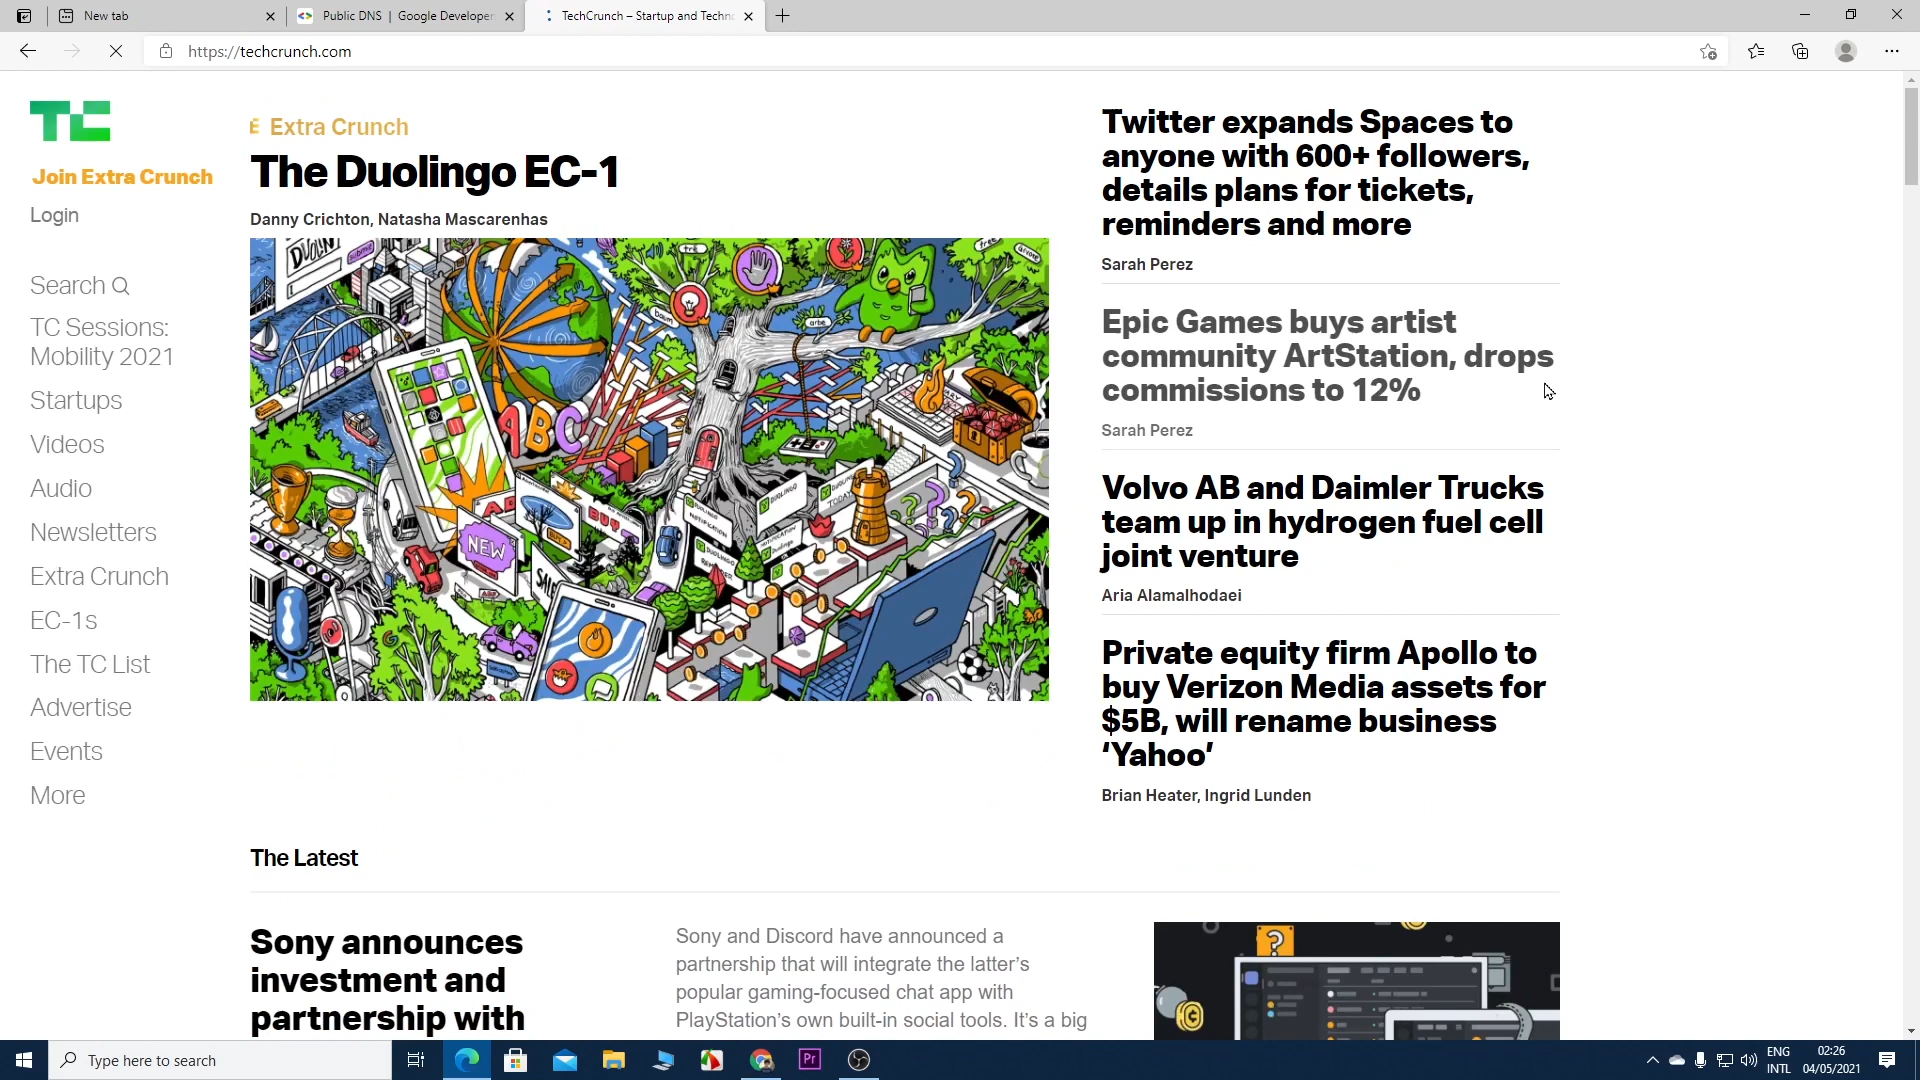 New tab
Public DNS | Google Developer
TechCrunch – Startup and Techn
https://techcrunch.com
TC
Join Extra Crunch
Login
Search
TC Sessions:
Mobility 2021
Startups
Videos
Audio
Newsletters
Extra Crunch
EC-1s
The TC List
Advertise
Events
More
Extra Crunch
The Duolingo EC-1
Danny Crichton, Natasha Mascarenhas
ABC
NEW
BUY
Twitter expands Spaces to
anyone with 600+ followers,
details plans for tickets,
reminders and more
Sarah Perez
Epic Games buys artist
community ArtStation, drops
commissions to 12%
Sarah Perez
Volvo AB and Daimler Trucks
team up in hydrogen fuel cell
joint venture
Aria Alamalhodaei
Private equity firm Apollo to
buy Verizon Media assets for
$5B, will rename business
‘Yahoo’
Brian Heater, Ingrid Lunden
The Latest
Sony announces
investment and
partnership with
Sony and Discord have announced a
partnership that will integrate the latter’s
popular gaming-focused chat app with
PlayStation’s own built-in social tools. It’s a big
Type here to search
Pr
ENG
INTL
02:26
04/05/2021